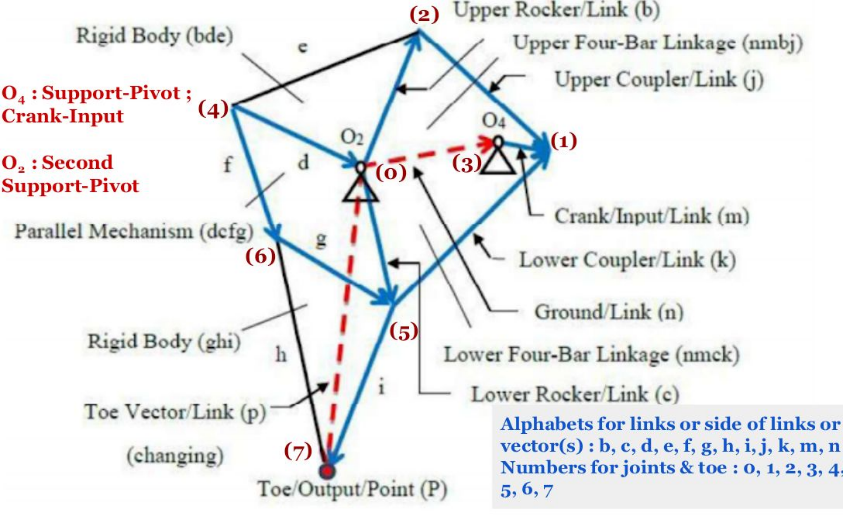 (2)
Upper Rocker/Link (b)
Rigid Body (bde)
e
Upper Four-Bar Linkage (nmbj)
Upper Coupler/Link (j)
O4 : Support-Pivot ;
Crank-Input
(4)
O2
O4
(1)
O2 : Second
Support-Pivot
f
d
(0)
(3)
Crank/Input/Link (m)
Parallel Mechanism (dcfg)
g
(6)
Lower Coupler/Link (k)
Ground/Link (n)
(5)
Rigid Body (ghi)
h
Lower Four-Bar Linkage (nmck)
i
Lower Rocker/Link (c)
Toe Vector/Link (p)
(changing)
(7)
Toe/Output/Point (P)
Alphabets for links or side of links or
vector(s) : b, c, d, e, f, g, h, i, j, k, m, n
Numbers for joints & toe : 0, 1, 2, 3, 4,
5, 6, 7